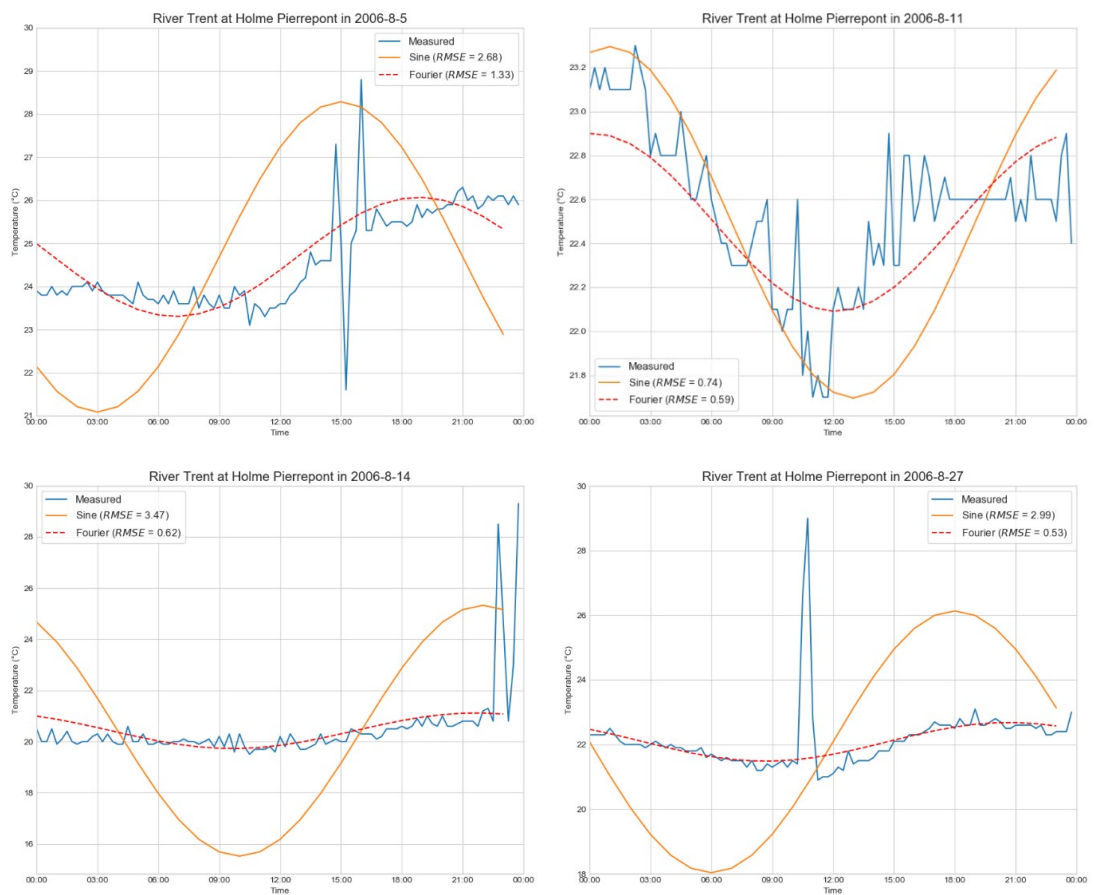 River Trent at Holme Pierrepont in 2006-8-5
30
29
28
27
26
25
24
23
22
21
Temperature (°C)
Measured
Sine (RMSE = 2.68)
Fourier (RMSE = 1.33)
00:00 03:00 06:00 09:00 12:00 15:00 18:00 21:00 00:00
Time
River Trent at Holme Pierrepont in 2006-8-11
23.2
23.0
22.8
22.6
22.4
22.2
22.0
21.8
Temperature (°C)
Measured
Sine (RMSE = 0.74)
Fourier (RMSE = 0.59)
00:00 03:00 06:00 09:00 12:00 15:00 18:00 21:00 00:00
Time
River Trent at Holme Pierrepont in 2006-8-14
30
28
26
24
22
20
18
16
Temperature (°C)
Measured
Sine (RMSE = 3.47)
Fourier (RMSE = 0.62)
00:00 03:00 06:00 09:00 12:00 15:00 18:00 21:00 00:00
Time
River Trent at Holme Pierrepont in 2006-8-27
30
28
26
24
22
20
18
Temperature (°C)
Measured
Sine (RMSE = 2.99)
Fourier (RMSE = 0.53)
00:00 03:00 06:00 09:00 12:00 15:00 18:00 21:00 00:00
Time